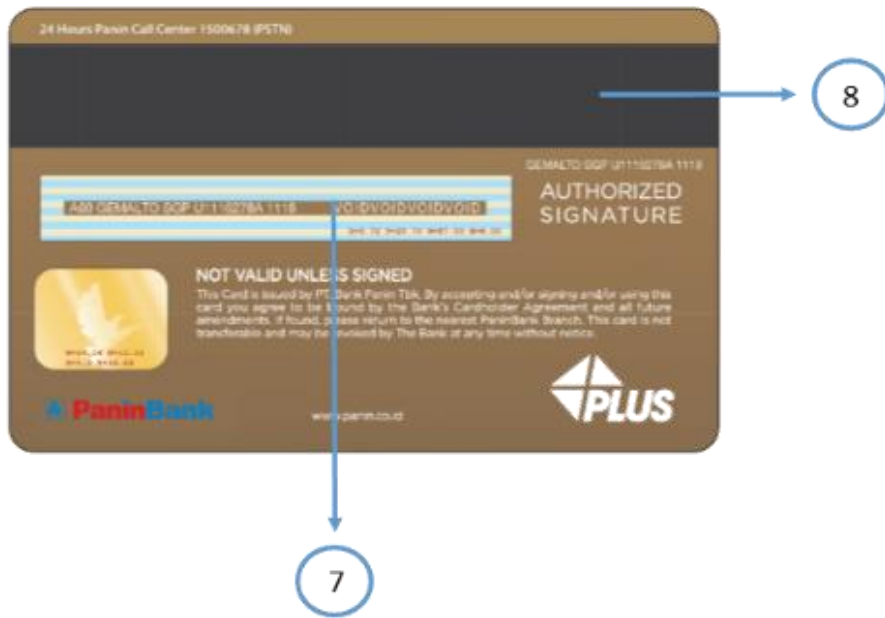 24 Hours Panin Call Center 1500678 (PSTN)
8
GEMALTO GGP U1110278A 1118
AUTHORIZED
SIGNATURE
GEMALTO GGP U1110278A 1118 VOIDVOIDVOIDVOID
NOT VALID UNLESS SIGNED
This Card is issued by PT. Bank Panin Tbk. By accepting and/or signing and/or using this
card you agree to be bound by the Bank's Cardholder Agreement and all future
amendments. If found, please return to the nearest PaninBank Branch. This card is not
transferable and may be revoked by The Bank at any time without notice.
PaninBank
www.panin.co.id
PLUS
7